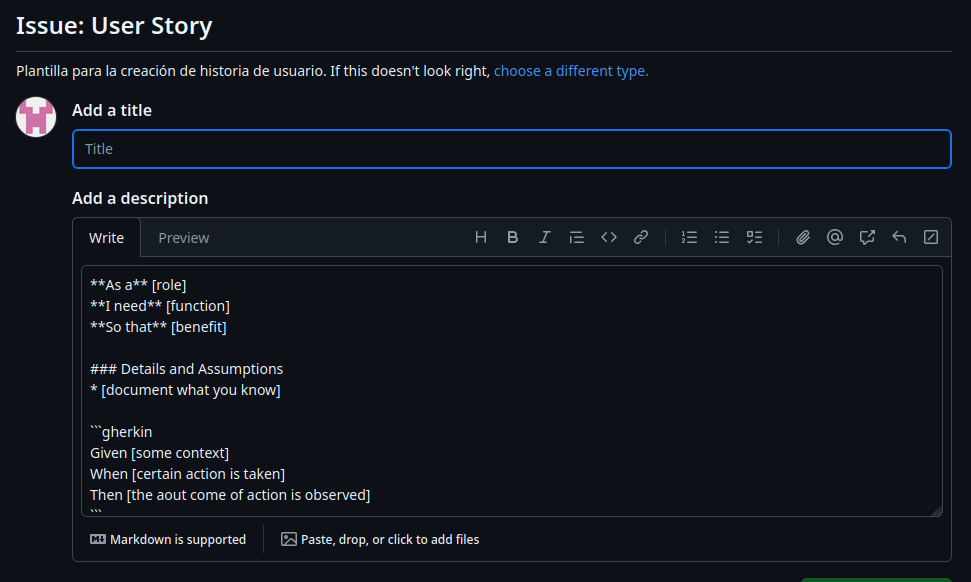 Issue: User Story
Plantilla para la creación de historia de usuario. If this doesn't look right, choose a different type.
Add a title
Title
Add a description
Write Preview
**As a** [role]
**I need** [function]
**So that** [benefit]
### Details and Assumptions
* [document what you know]
```gherkin
Given [some context]
When [certain action is taken]
Then [the aout come of action is observed]
```
Markdown is supported
Paste, drop, or click to add files